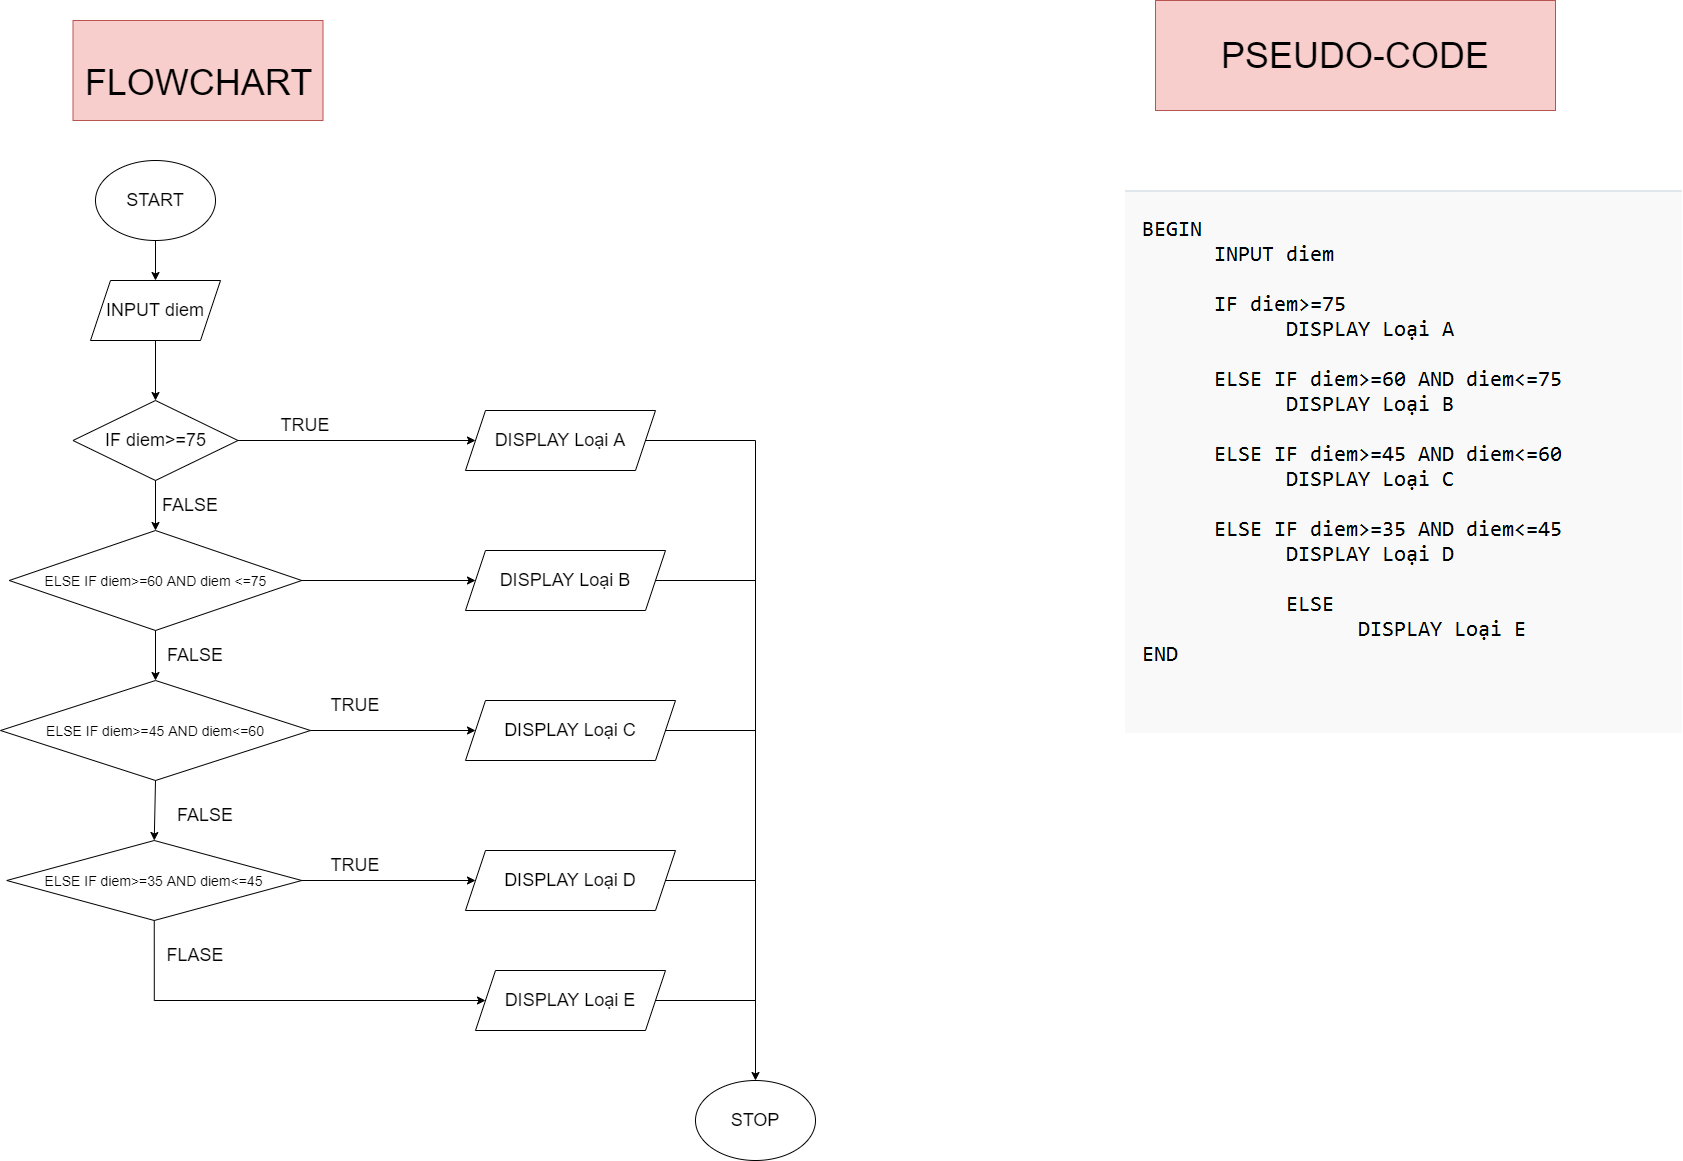 FLOWCHART
START
INPUT diem
IF diem>=75
TRUE
DISPLAY Loại A
FALSE
ELSE IF diem>=60 AND diem <=75
DISPLAY Loại B
FALSE
ELSE IF diem>=45 AND diem<=60
TRUE
DISPLAY Loại C
FALSE
ELSE IF diem>=35 AND diem<=45
TRUE
DISPLAY Loại D
FLASE
DISPLAY Loại E
STOP
PSEUDO-CODE
BEGIN
INPUT diem
IF diem>=75
DISPLAY Loại A
ELSE IF diem>=60 AND diem<=75
DISPLAY Loại B
ELSE IF diem>=45 AND diem<=60
DISPLAY Loại C
ELSE IF diem>=35 AND diem<=45
DISPLAY Loại D
ELSE
DISPLAY Loại E
END